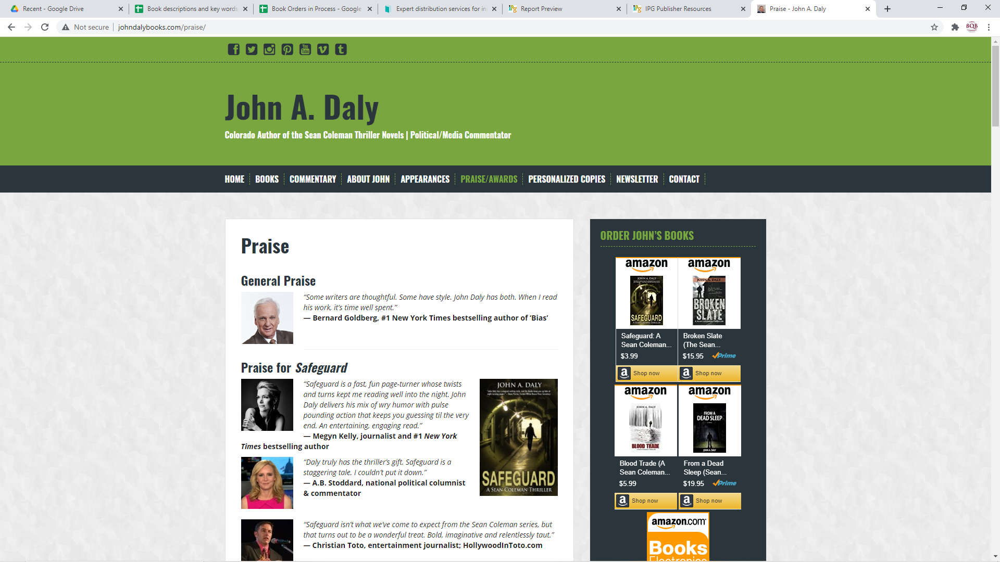 Recent - Google Drive
Book descriptions and key words
Book Orders in Process - Google
Expert distribution services for in
Report Preview
IPG Publisher Resources
Praise - John A. Daly
Not secure
johndalybooks.com/praise/
BQB
John A. Daly
Colorado Author of the Sean Coleman Thriller Novels | Political/Media Commentator
HOME
BOOKS
COMMENTARY
ABOUT JOHN
APPEARANCES
PRAISE/AWARDS
PERSONALIZED COPIES
NEWSLETTER
CONTACT
Praise
General Praise
“Some writers are thoughtful. Some have style. John Daly has both. When I read
his work, it’s time well spent.”
— Bernard Goldberg, #1 New York Times bestselling author of ‘Bias’
Praise for Safeguard
“Safeguard is a fast, fun page-turner whose twists
and turns kept me reading well into the night. John
Daly delivers his mix of wry humor with pulse
pounding action that keeps you guessing til the very
end. An entertaining, engaging read.”
— Megyn Kelly, journalist and #1 New York
Times bestselling author
JOHN A. DALY
SAFEGUARD
A SEAN COLEMAN THRILLER
“Daly truly has the thriller’s gift. Safeguard is a
staggering tale. I couldn’t put it down.”
— A.B. Stoddard, national political columnist
& commentator
“Safeguard isn’t what we’ve come to expect from the Sean Coleman series, but
that turns out to be a wonderful treat. Bold, imaginative and relentlessly taut.”
— Christian Toto, entertainment journalist; HollywoodInToto.com
ORDER JOHN’S BOOKS
amazon
JOHN A. DALY
SAFEGUARD
A SEAN COLEMAN THRILLER
Safeguard: A
Sean Coleman...
$3.99
Shop now
amazon
JOHN A. DALY
BROKEN
SLATE
A SEAN COLEMAN THRILLER
Broken Slate
(The Sean...
$15.95
Prime
Shop now
amazon
JOHN A. DALY
BLOOD TRADE
Blood Trade (A
Sean Coleman...
$5.99
Shop now
amazon
FROM A
DEAD SLEEP
JOHN A. DALY
From a Dead
Sleep (Sean...
$19.95
Prime
Shop now
amazon.com
Books
Electronics